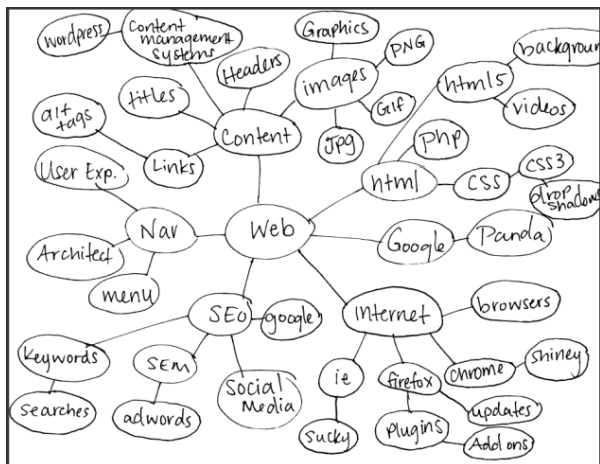 wordpress
Content
management
systems
Graphics
PNG
background
Headers
images
html5
titles
Gif
videos
alt
tags
Content
JPg
Php
CSS3
User Exp.
Links
html
CSS
drop
shadows
Nav
Web
Google
Panda
Architect
menu
SEO
google
Internet
browsers
Keywords
SEM
Social
Media
ie
firefox
chrome
shiney
searches
adwords
sucky
plugins
updates
Add ons